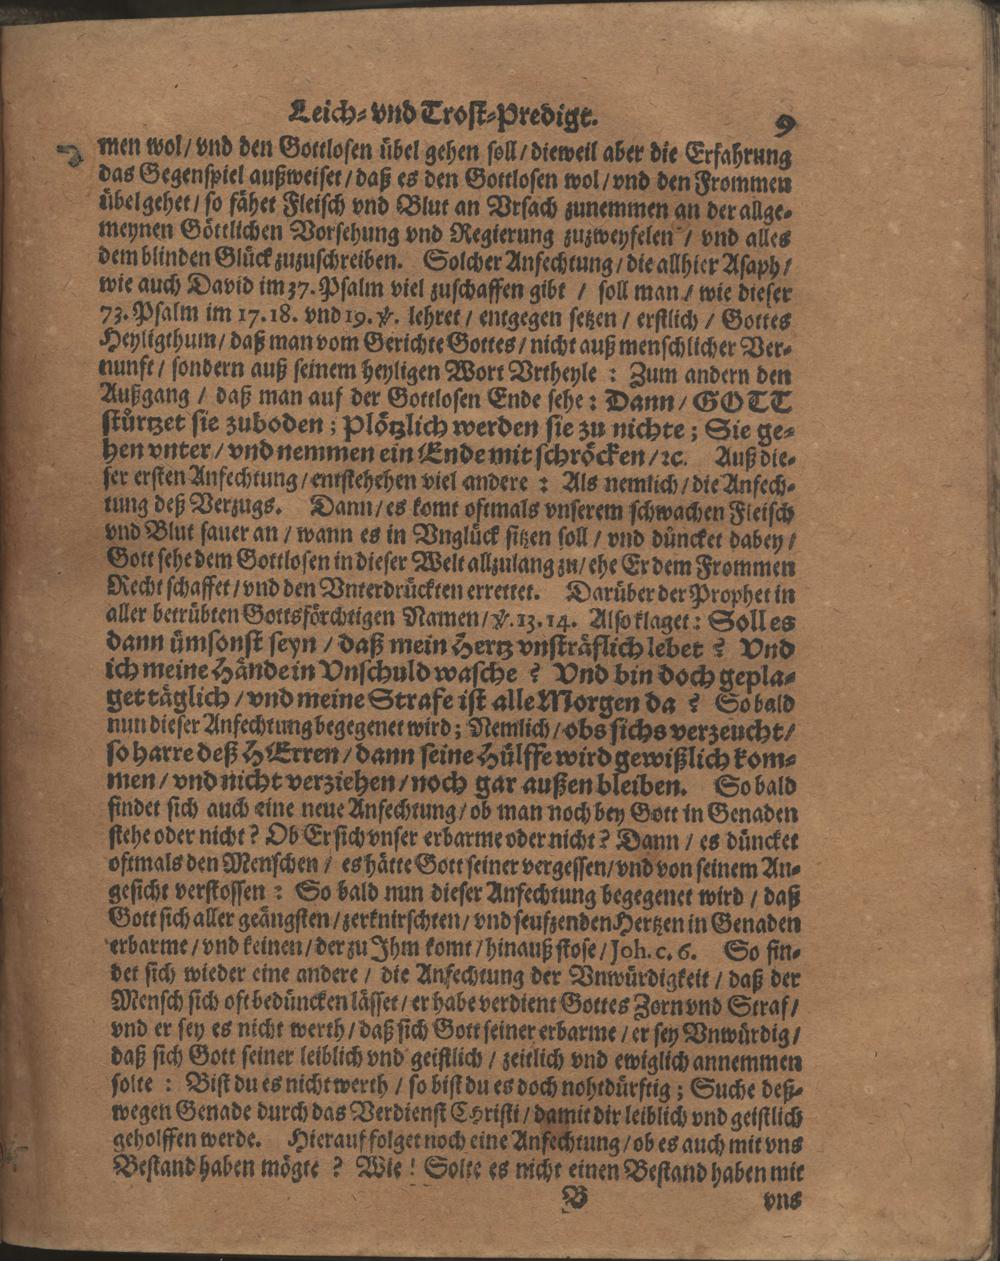 Leich- vnd Trost-Predigt. 9
men wol/ vnd den Gottlosen übel gehen soll/ dieweil aber die Erfahrung
das Gegenspiel außweiset/ daß es den Gottlosen wol/ vnd den Frommen
übel gehet/ so fähet Fleisch vnd Blut an Vrsach zunemmen an der allge-
meynen Göttlichen Vorsehung vnd Regierung zuzweyfelen / vnd alles
dem blinden Glück zuzuschreiben. Solcher Anfechtung/ die allhier Asaph/
wie auch David im 37. Psalm viel zuschaffen gibt / soll man/ wie dieser
73. Psalm im 17. 18. vnd 19. ℣. lehret/ entgegen setzen / erstlich / Gottes
Heyligthum/ daß man vom Gerichte Gottes/ nicht auß menschlicher Ver-
nunft/ sondern auß seinem heyligen Wort Vrtheyle : Zum andern den
Außgang / daß man auf der Gottlosen Ende sehe: Dann/ GOTT
stürtzet sie zuboden; plötzlich werden sie zu nichte; Sie ge-
hen vnter/ vnd nemmen ein Ende mit schröcken/ ꝛc. Auß die-
ser ersten Anfechtung/ entstehehen viel andere : Als nemlich/ die Anfech-
tung deß Verzugs. Dann/ es komt oftmals vnserem schwachen Fleisch
vnd Blut sauer an / wann es in Vnglück sitzen soll / vnd düncket dabey /
Gott sehe dem Gottlosen in dieser Welt allzulang zu/ ehe Er dem Frommen
Recht schaffet/ vnd den Vnterdrückten errettet. Darüber der Prophet in
aller betrübten Gottsförchtigen Namen/ ℣. 13. 14. Also klaget: Soll es
dann ümsonst seyn / daß mein Hertz vnsträflich lebet ? Vnd
ich meine Hände in Vnschuld wasche ? Vnd bin doch gepla-
get täglich / vnd meine Strafe ist alle Morgen da ? So bald
nun dieser Anfechtung begegenet wird; Nemlich/ obs sichs verzeucht/
so harre deß HErren/ dann seine Hülffe wird gewißlich kom-
men/ vnd nicht verziehen/ noch gar außen bleiben. So bald
findet sich auch eine neue Anfechtung/ ob man noch bey Gott in Genaden
stehe oder nicht? Ob Er sich vnser erbarme oder nicht? Dann / es düncket
oftmals den Menschen / es hätte Gott seiner vergessen/ vnd von seinem An-
gesicht verstossen : So bald nun dieser Anfechtung begegenet wird / daß
Gott sich aller geängsten/ zerknirschten/ vnd seufzenden Hertzen in Genaden
erbarme/ vnd keinen/ der zu Ihm komt/ hinauß stose/ Joh. c. 6. So fin-
det sich wieder eine andere / die Anfechtung der Vnwürdigkeit / daß der
Mensch sich oft bedüncken lässet/ er habe verdient Gottes Zorn vnd Straf/
vnd er sey es nicht werth/ daß sich Gott seiner erbarme/ er sey Vnwürdig/
daß sich Gott seiner leiblich vnd geistlich / zeitlich vnd ewiglich annemmen
solte : Bist du es nicht werth / so bist du es doch nohtdürftig; Suche deß-
wegen Genade durch das Verdienst CHristi/ damit dir leiblich vnd geistlich
geholffen werde. Hierauf folget noch eine Anfechtung/ ob es auch mit vns
Bestand haben mögte ? Wie! Solte es nicht einen Bestand haben mit
B vns